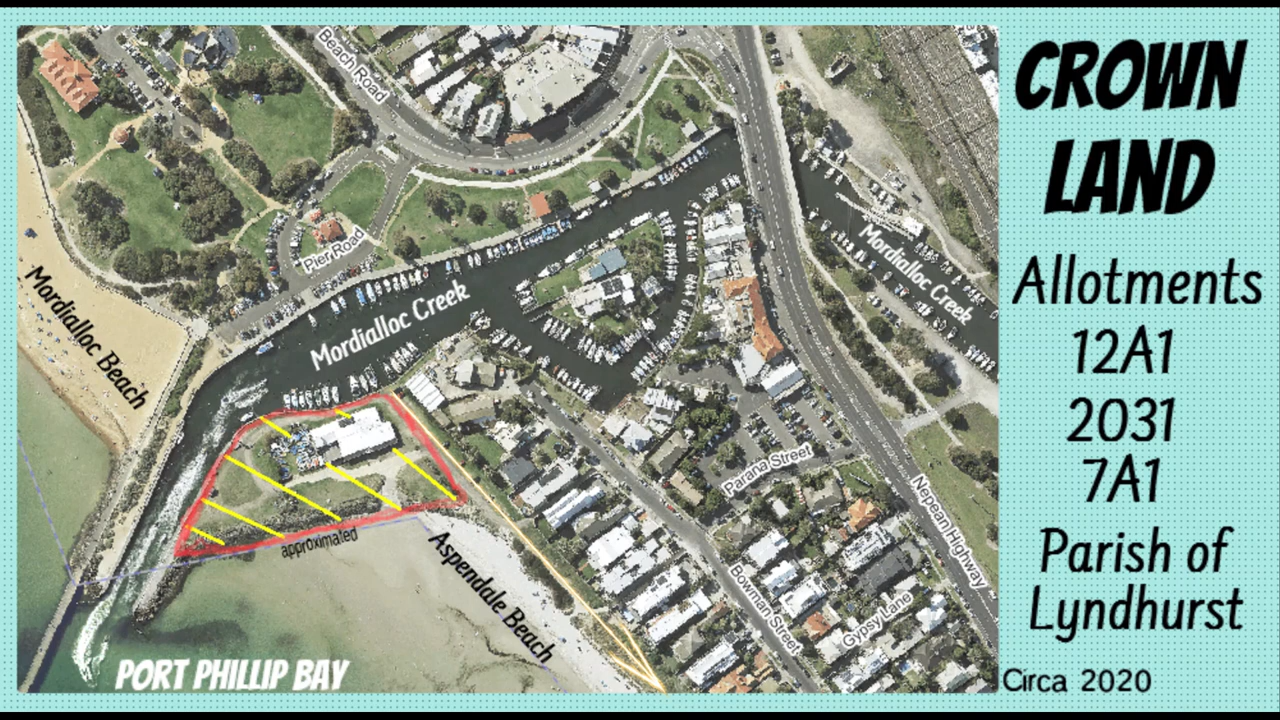 Beach Road
Pier Road
Mordialloc Beach
Mordialloc Creek
Mordialloc Creek
Parana Street
Nepean Highway
approximated
Aspendale Beach
Bowman Street
Gypsy Lane
PORT PHILLIP BAY
CROWN
LAND
Allotments
12A1
2031
7A1
Parish of
Lyndhurst
Circa 2020